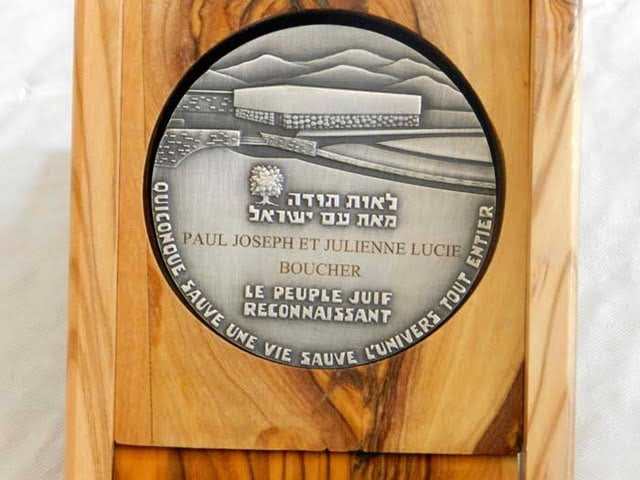 לאות תודה
מאת עם ישראל
PAUL JOSEPH ET JULIENNE LUCIE
BOUCHER
LE PEUPLE JUIF
RECONNAISSANT
QUICONQUE SAUVE UNE VIE SAUVE L'UNIVERS TOUT ENTIER